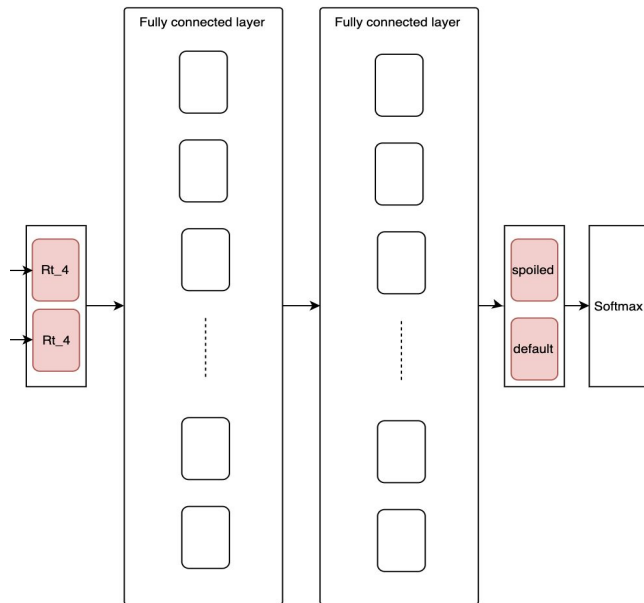 Fully connected layer
Fully connected layer
Rt_4
Rt_4
spoiled
default
Softmax